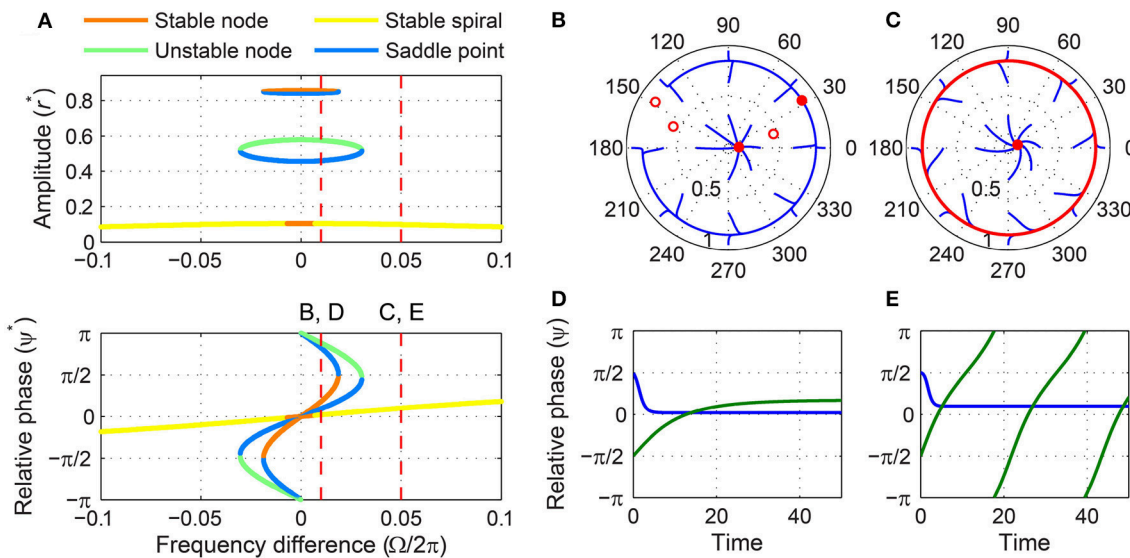 A
Stable node
Stable spiral
Unstable node
Saddle point
Amplitude (r*)
0.8
0.6
0.4
0.2
0
−0.1
−0.05
0
0.05
0.1
B, D
C, E
Relative phase (ψ*)
π
π/2
0
−π/2
−π
−0.1
−0.05
0
0.05
0.1
Frequency difference (Ω/2π)
B
90
120
60
150
30
180
0
0.5
210
330
1
240
300
270
C
90
120
60
150
30
180
0
0.5
210
330
1
240
300
270
D
Relative phase (ψ)
π
π/2
0
−π/2
−π
0
20
40
Time
E
π
π/2
0
−π/2
−π
0
20
40
Time